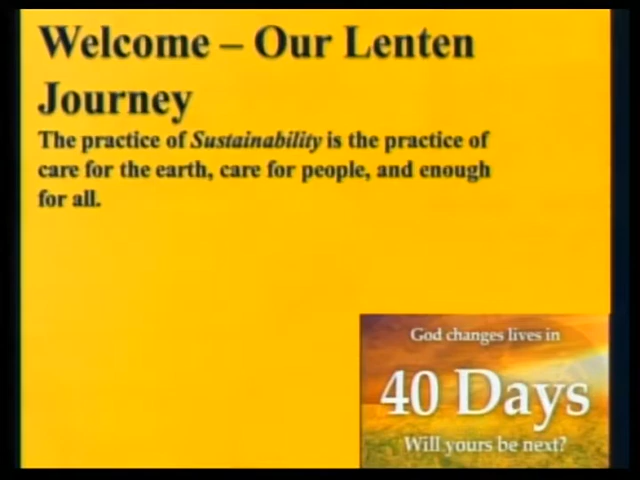 Welcome – Our Lenten
Journey
The practice of Sustainability is the practice of
care for the earth, care for people, and enough
for all.
God changes lives in
40 Days
Will yours be next?